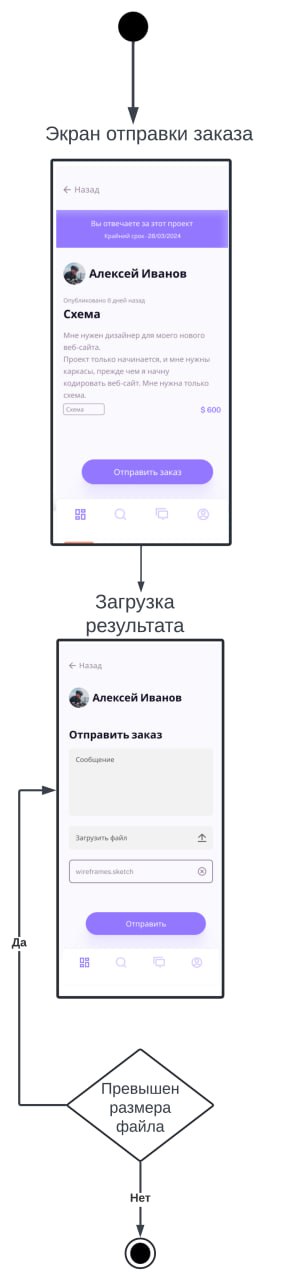 Экран отправки заказа
Назад
Вы отвечаете за этот проект
Крайний срок -28/03/2024
Алексей Иванов
Опубликовано 6 дней назад
Схема
Мне нужен дизайнер для моего нового
веб-сайта.
Проект только начинается, и мне нужны
каркасы, прежде чем я начну
кодировать веб-сайт. Мне нужна только
схема.
Схема
$ 600
Отправить заказ
Загрузка
результата
Назад
Алексей Иванов
Отправить заказ
Сообщение
Загрузить файл
wireframes.sketch
Отправить
Да
Превышен
размера
файла
Нет